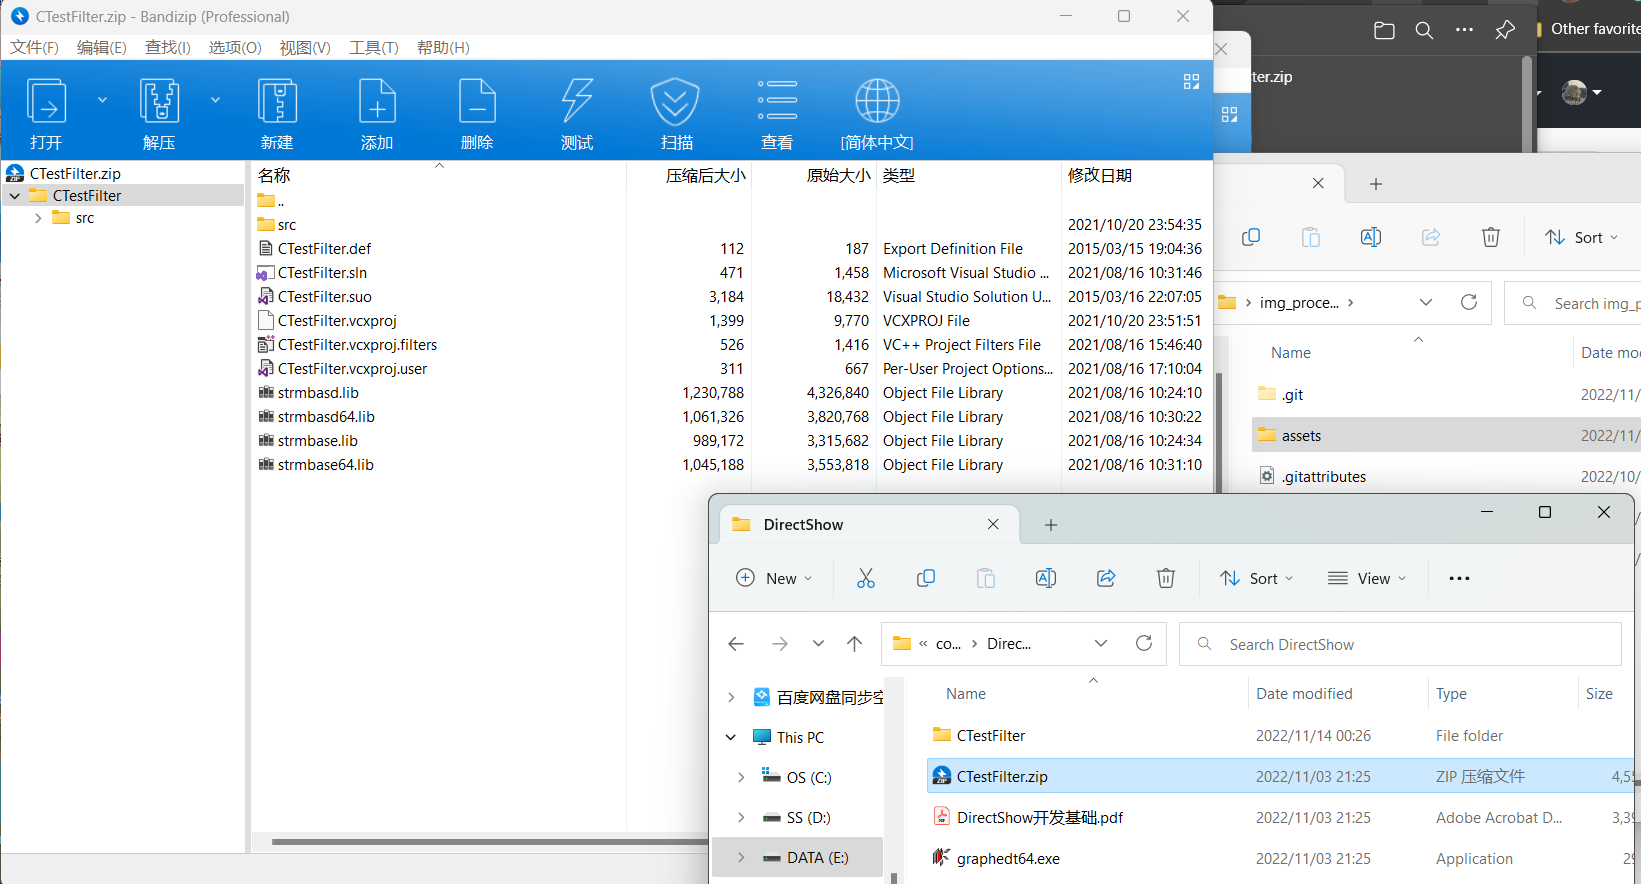 CTestFilter.zip - Bandizip (Professional)
文件(F) 编辑(E) 查找(I) 选项(O) 视图(V) 工具(T) 帮助(H)
打开 解压 新建 添加 删除 测试 扫描 查看 [简体中文]
CTestFilter.zip
CTestFilter
src
名称 压缩后大小 原始大小 类型 修改日期
..
src 2021/10/20 23:54:35
CTestFilter.def 112 187 Export Definition File 2015/03/15 19:04:36
CTestFilter.sln 471 1,458 Microsoft Visual Studio ... 2021/08/16 10:31:46
CTestFilter.suo 3,184 18,432 Visual Studio Solution U... 2015/03/16 22:07:05
CTestFilter.vcxproj 1,399 9,770 VCXPROJ File 2021/10/20 23:51:51
CTestFilter.vcxproj.filters 526 1,416 VC++ Project Filters File 2021/08/16 15:46:40
CTestFilter.vcxproj.user 311 667 Per-User Project Options... 2021/08/16 17:10:04
strmbasd.lib 1,230,788 4,326,840 Object File Library 2021/08/16 10:24:10
strmbasd64.lib 1,061,326 3,820,768 Object File Library 2021/08/16 10:30:22
strmbase.lib 989,172 3,315,682 Object File Library 2021/08/16 10:24:34
strmbase64.lib 1,045,188 3,553,818 Object File Library 2021/08/16 10:31:10
Other favorite
ter.zip
Sort
img_proce... Search img_p
Name Date mo
.git 2022/11/
assets 2022/11/
.gitattributes 2022/10/
DirectShow
New Sort View
« co... Direc... Search DirectShow
百度网盘同步空
This PC
OS (C:)
SS (D:)
DATA (E:)
Name Date modified Type Size
CTestFilter 2022/11/14 00:26 File folder
CTestFilter.zip 2022/11/03 21:25 ZIP 压缩文件 4,55
DirectShow开发基础.pdf 2022/11/03 21:25 Adobe Acrobat D... 3,39
graphedt64.exe 2022/11/03 21:25 Application 29